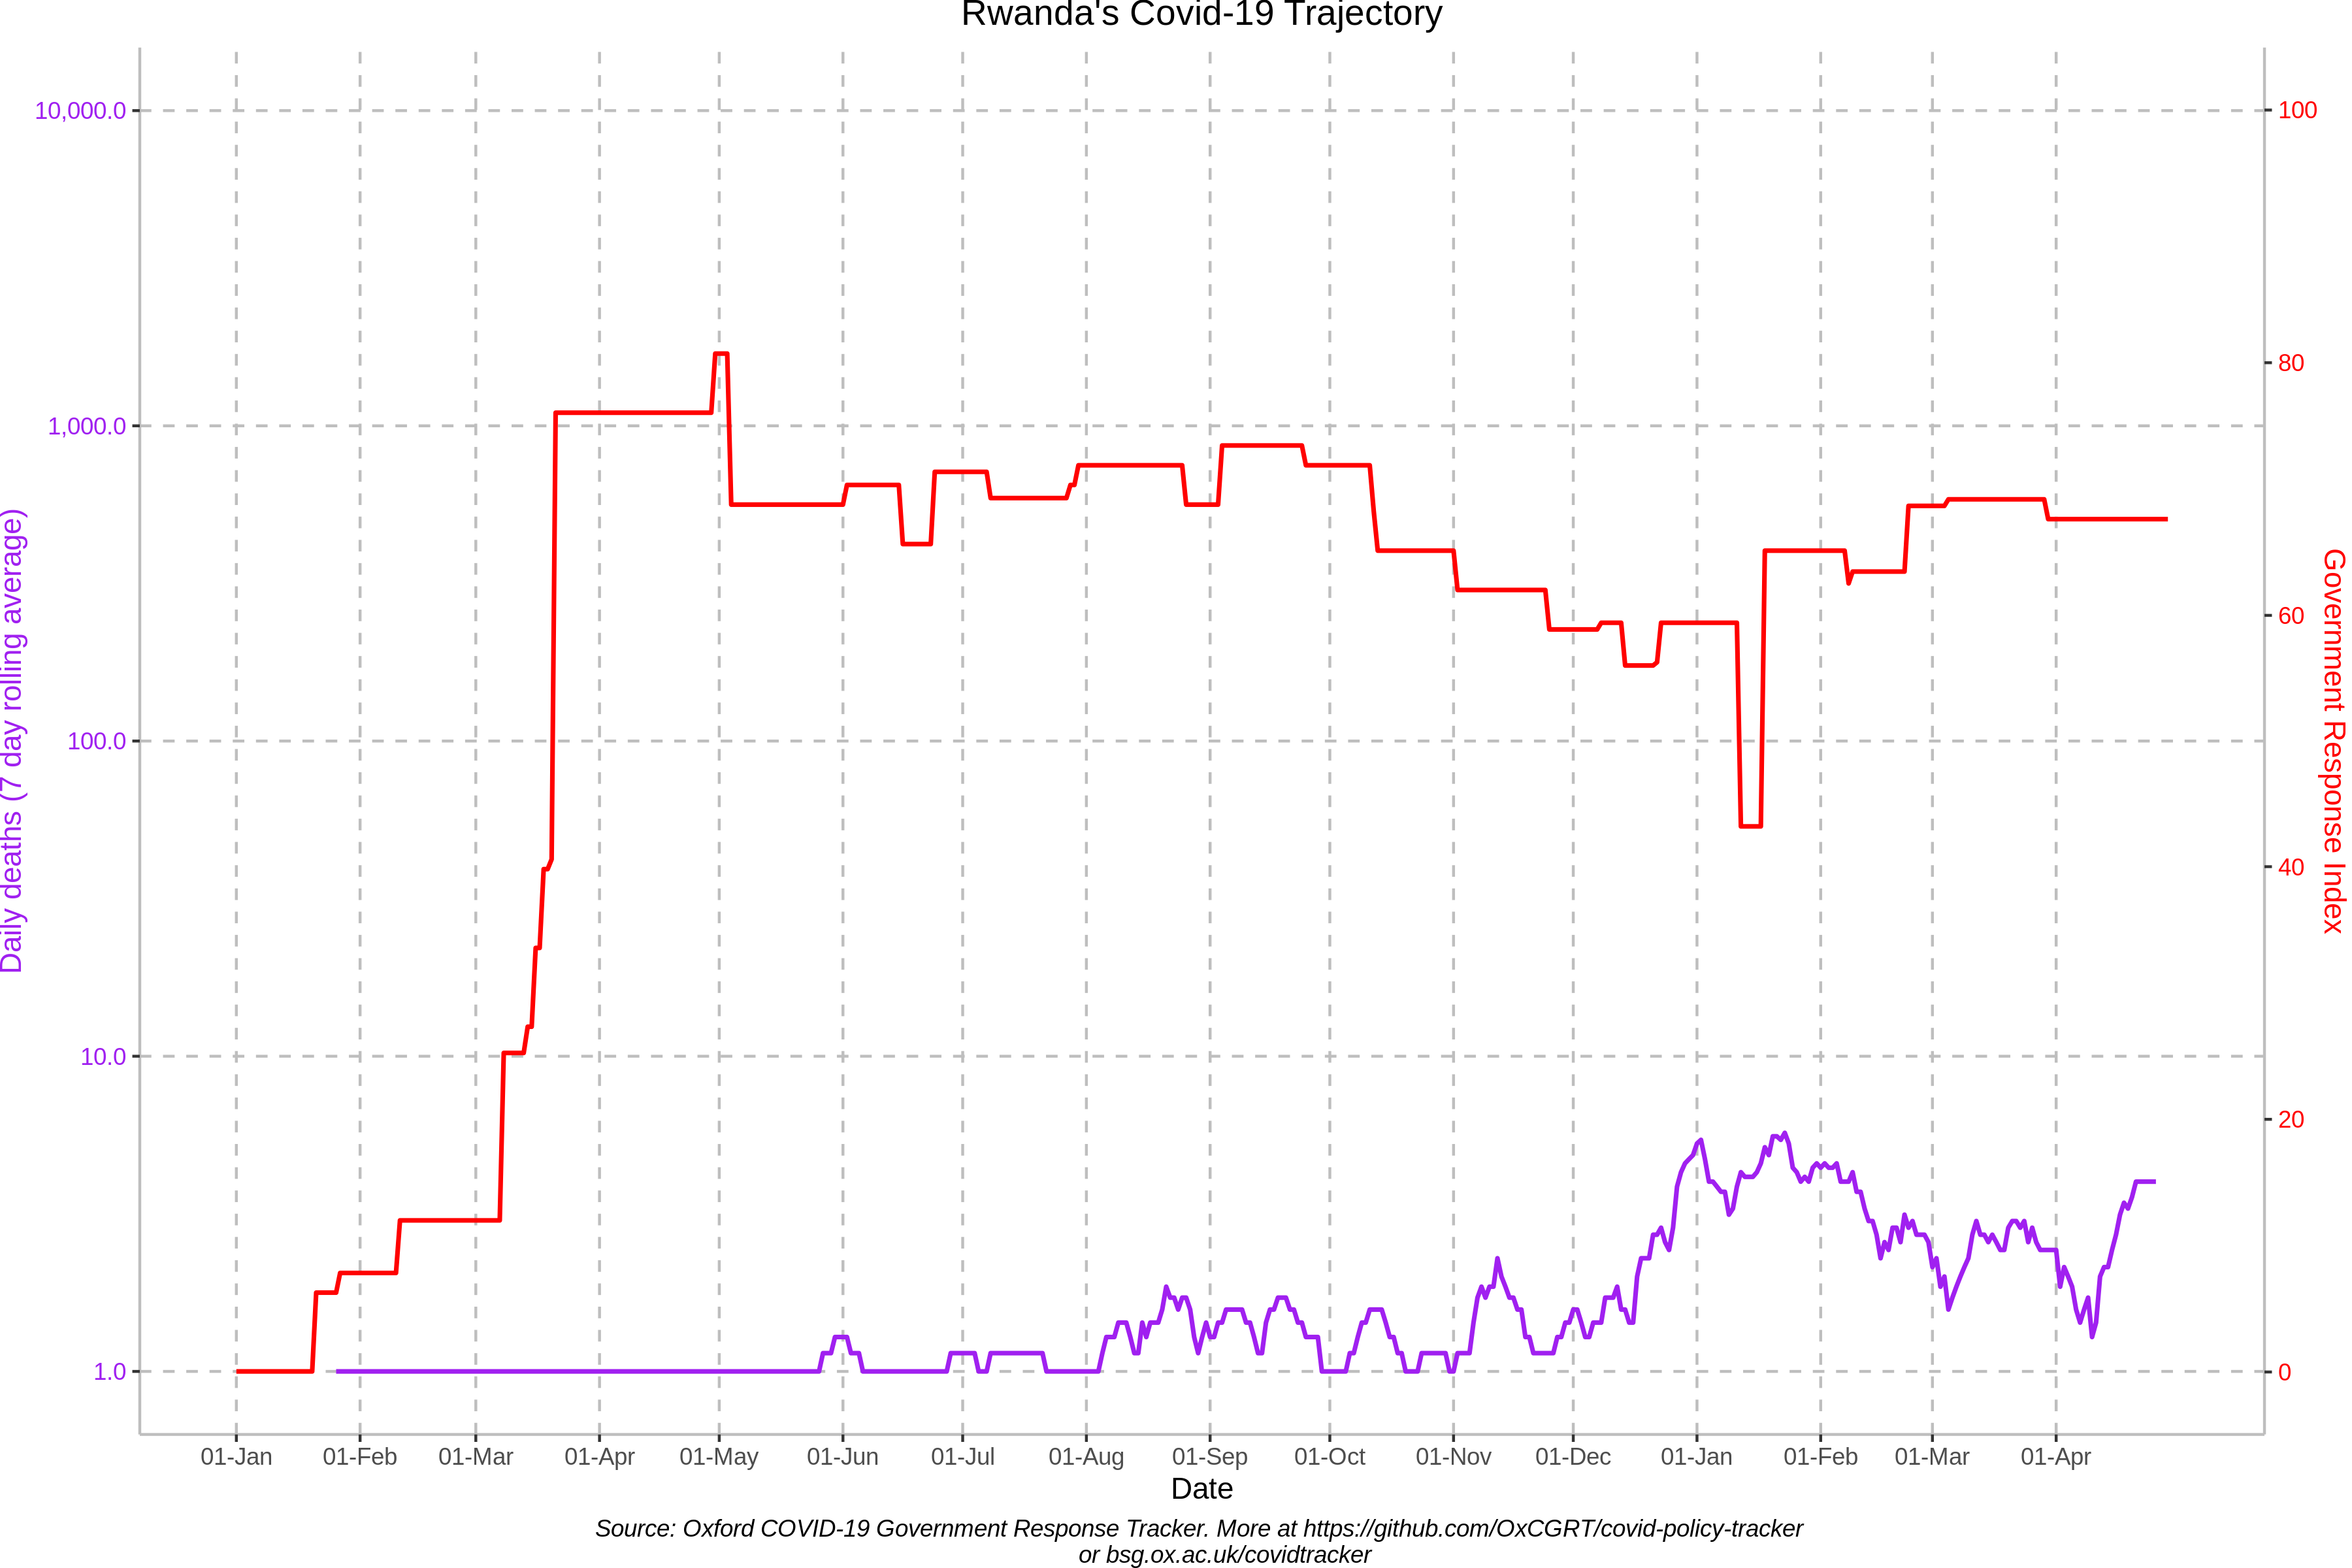 Rwanda's Covid-19 Trajectory
Daily deaths (7 day rolling average)
10,000.0
1,000.0
100.0
10.0
1.0
100
80
60
40
20
0
Government Response Index
01-Jan 01-Feb 01-Mar 01-Apr 01-May 01-Jun 01-Jul 01-Aug 01-Sep 01-Oct 01-Nov 01-Dec 01-Jan 01-Feb 01-Mar 01-Apr
Date
Source: Oxford COVID-19 Government Response Tracker. More at https://github.com/OxCGRT/covid-policy-tracker
or bsg.ox.ac.uk/covidtracker